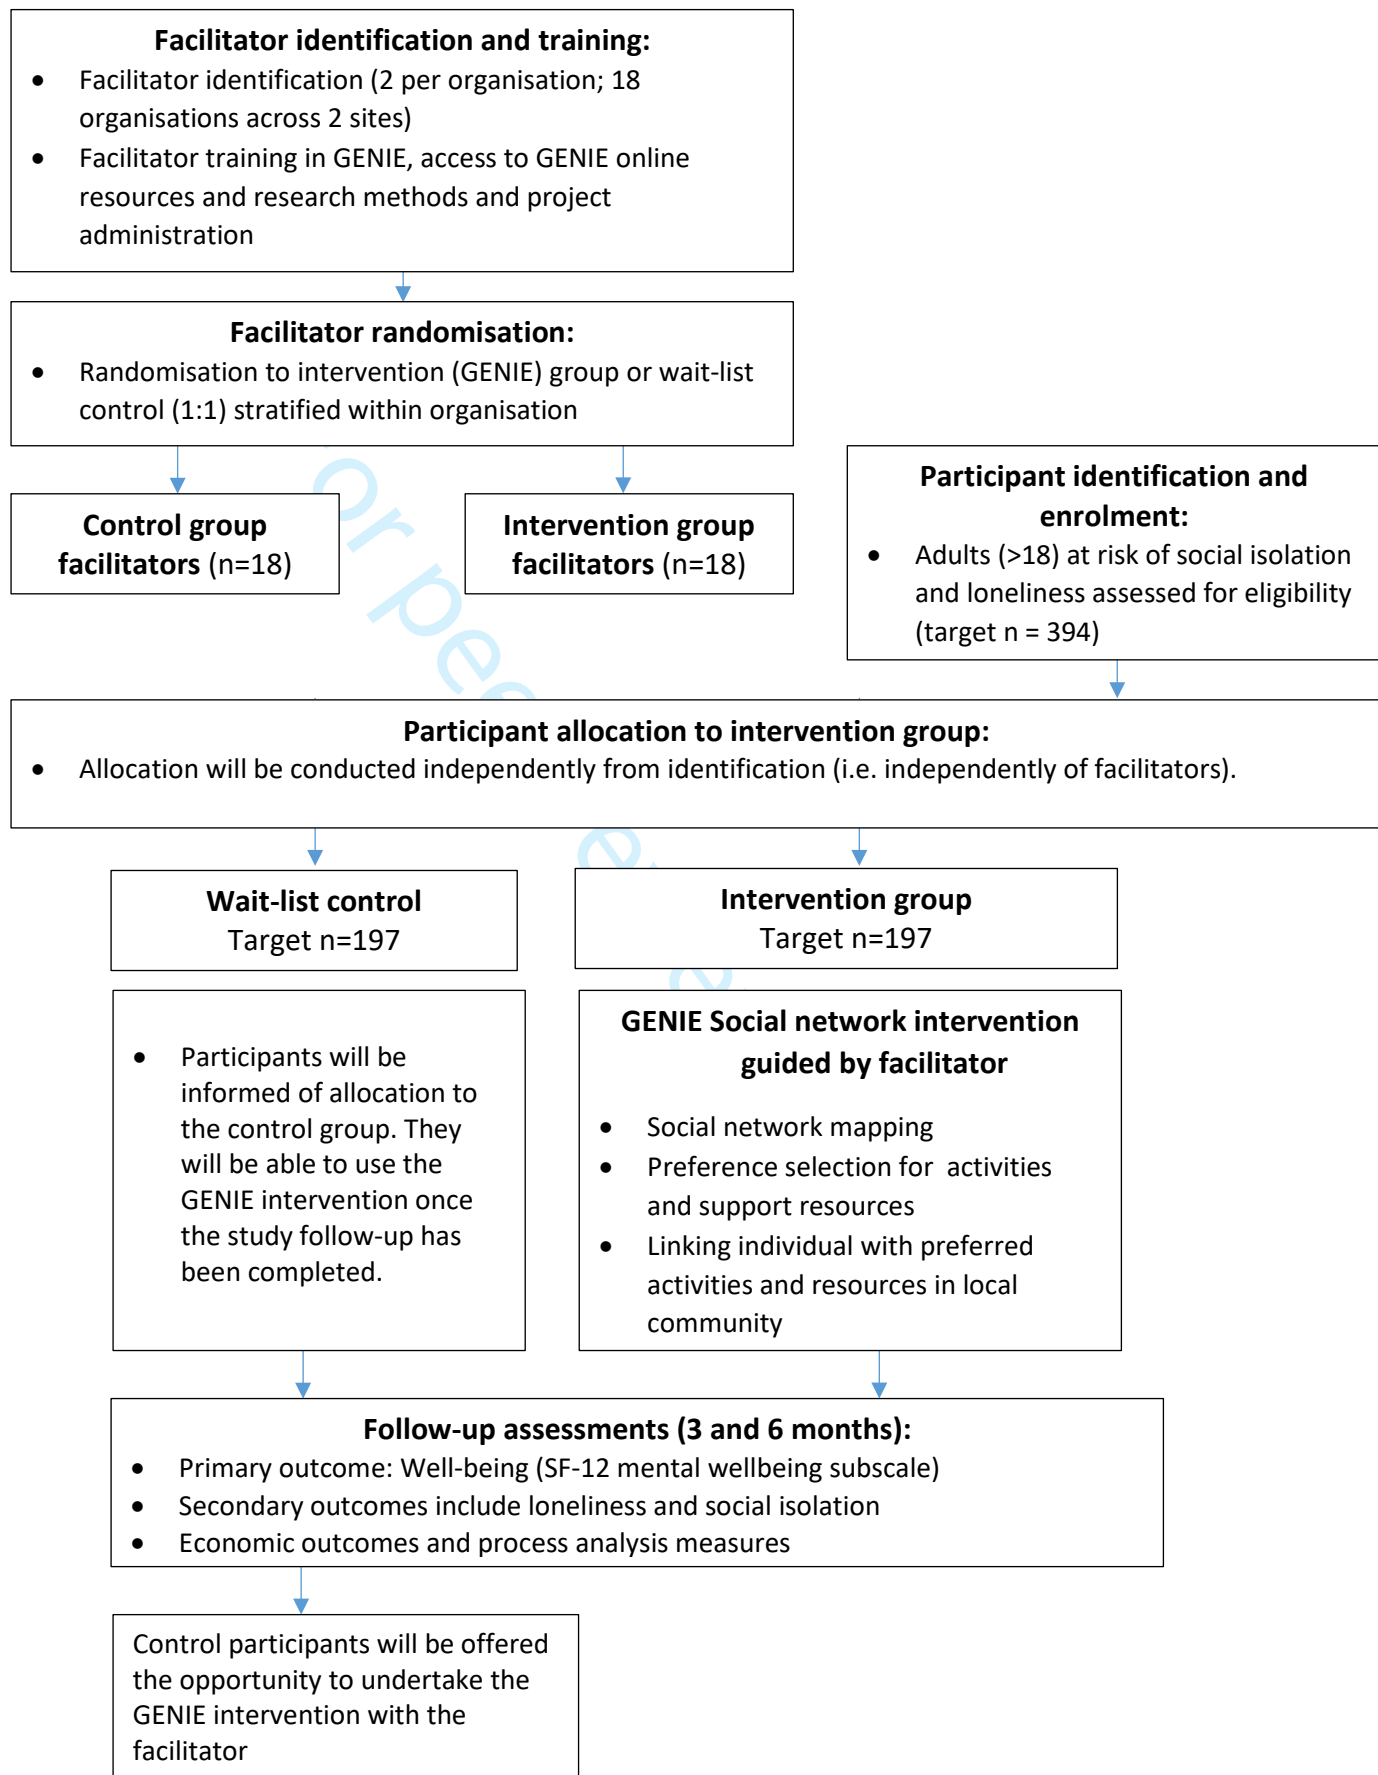 Facilitator identification and training:
• Facilitator identification (2 per organisation; 18
organisations across 2 sites)
• Facilitator training in GENIE, access to GENIE online
resources and research methods and project
administration
Facilitator randomisation:
• Randomisation to intervention (GENIE) group or wait-list
control (1:1) stratified within organisation
Control group
facilitators (n=18)
Intervention group
facilitators (n=18)
Participant identification and
enrolment:
• Adults (>18) at risk of social isolation
and loneliness assessed for eligibility
(target n = 394)
Participant allocation to intervention group:
• Allocation will be conducted independently from identification (i.e. independently of facilitators).
Wait-list control
Target n=197
Intervention group
Target n=197
• Participants will be
informed of allocation to
the control group. They
will be able to use the
GENIE intervention once
the study follow-up has
been completed.
GENIE Social network intervention
guided by facilitator
• Social network mapping
• Preference selection for activities
and support resources
• Linking individual with preferred
activities and resources in local
community
Follow-up assessments (3 and 6 months):
• Primary outcome: Well-being (SF-12 mental wellbeing subscale)
• Secondary outcomes include loneliness and social isolation
• Economic outcomes and process analysis measures
Control participants will be offered
the opportunity to undertake the
GENIE intervention with the
facilitator